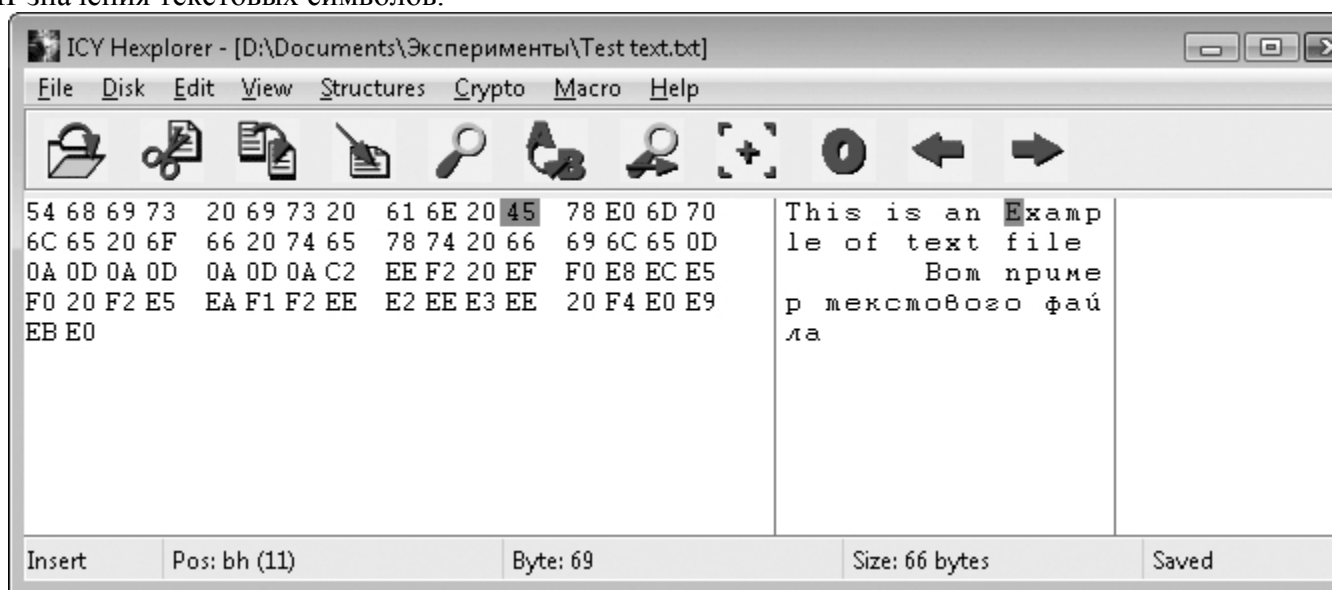 значения текстовых символов.
ICY Hexplorer - [D:\Documents\Эксперименты\Test text.txt]
File Disk Edit View Structures Crypto Macro Help
54 68 69 73 20 69 73 20 61 6E 20 45 78 E0 6D 70 This is an Examp
6C 65 20 6F 66 20 74 65 78 74 20 66 69 6C 65 0D le of text file
0A 0D 0A 0D 0A 0D 0A C2 EE F2 20 EF F0 E8 EC E5 Вот приме
F0 20 F2 E5 EA F1 F2 EE E2 EE E3 EE 20 F4 E0 E9 р текстового фай
EB E0 ла
Insert Pos: bh (11) Byte: 69 Size: 66 bytes Saved